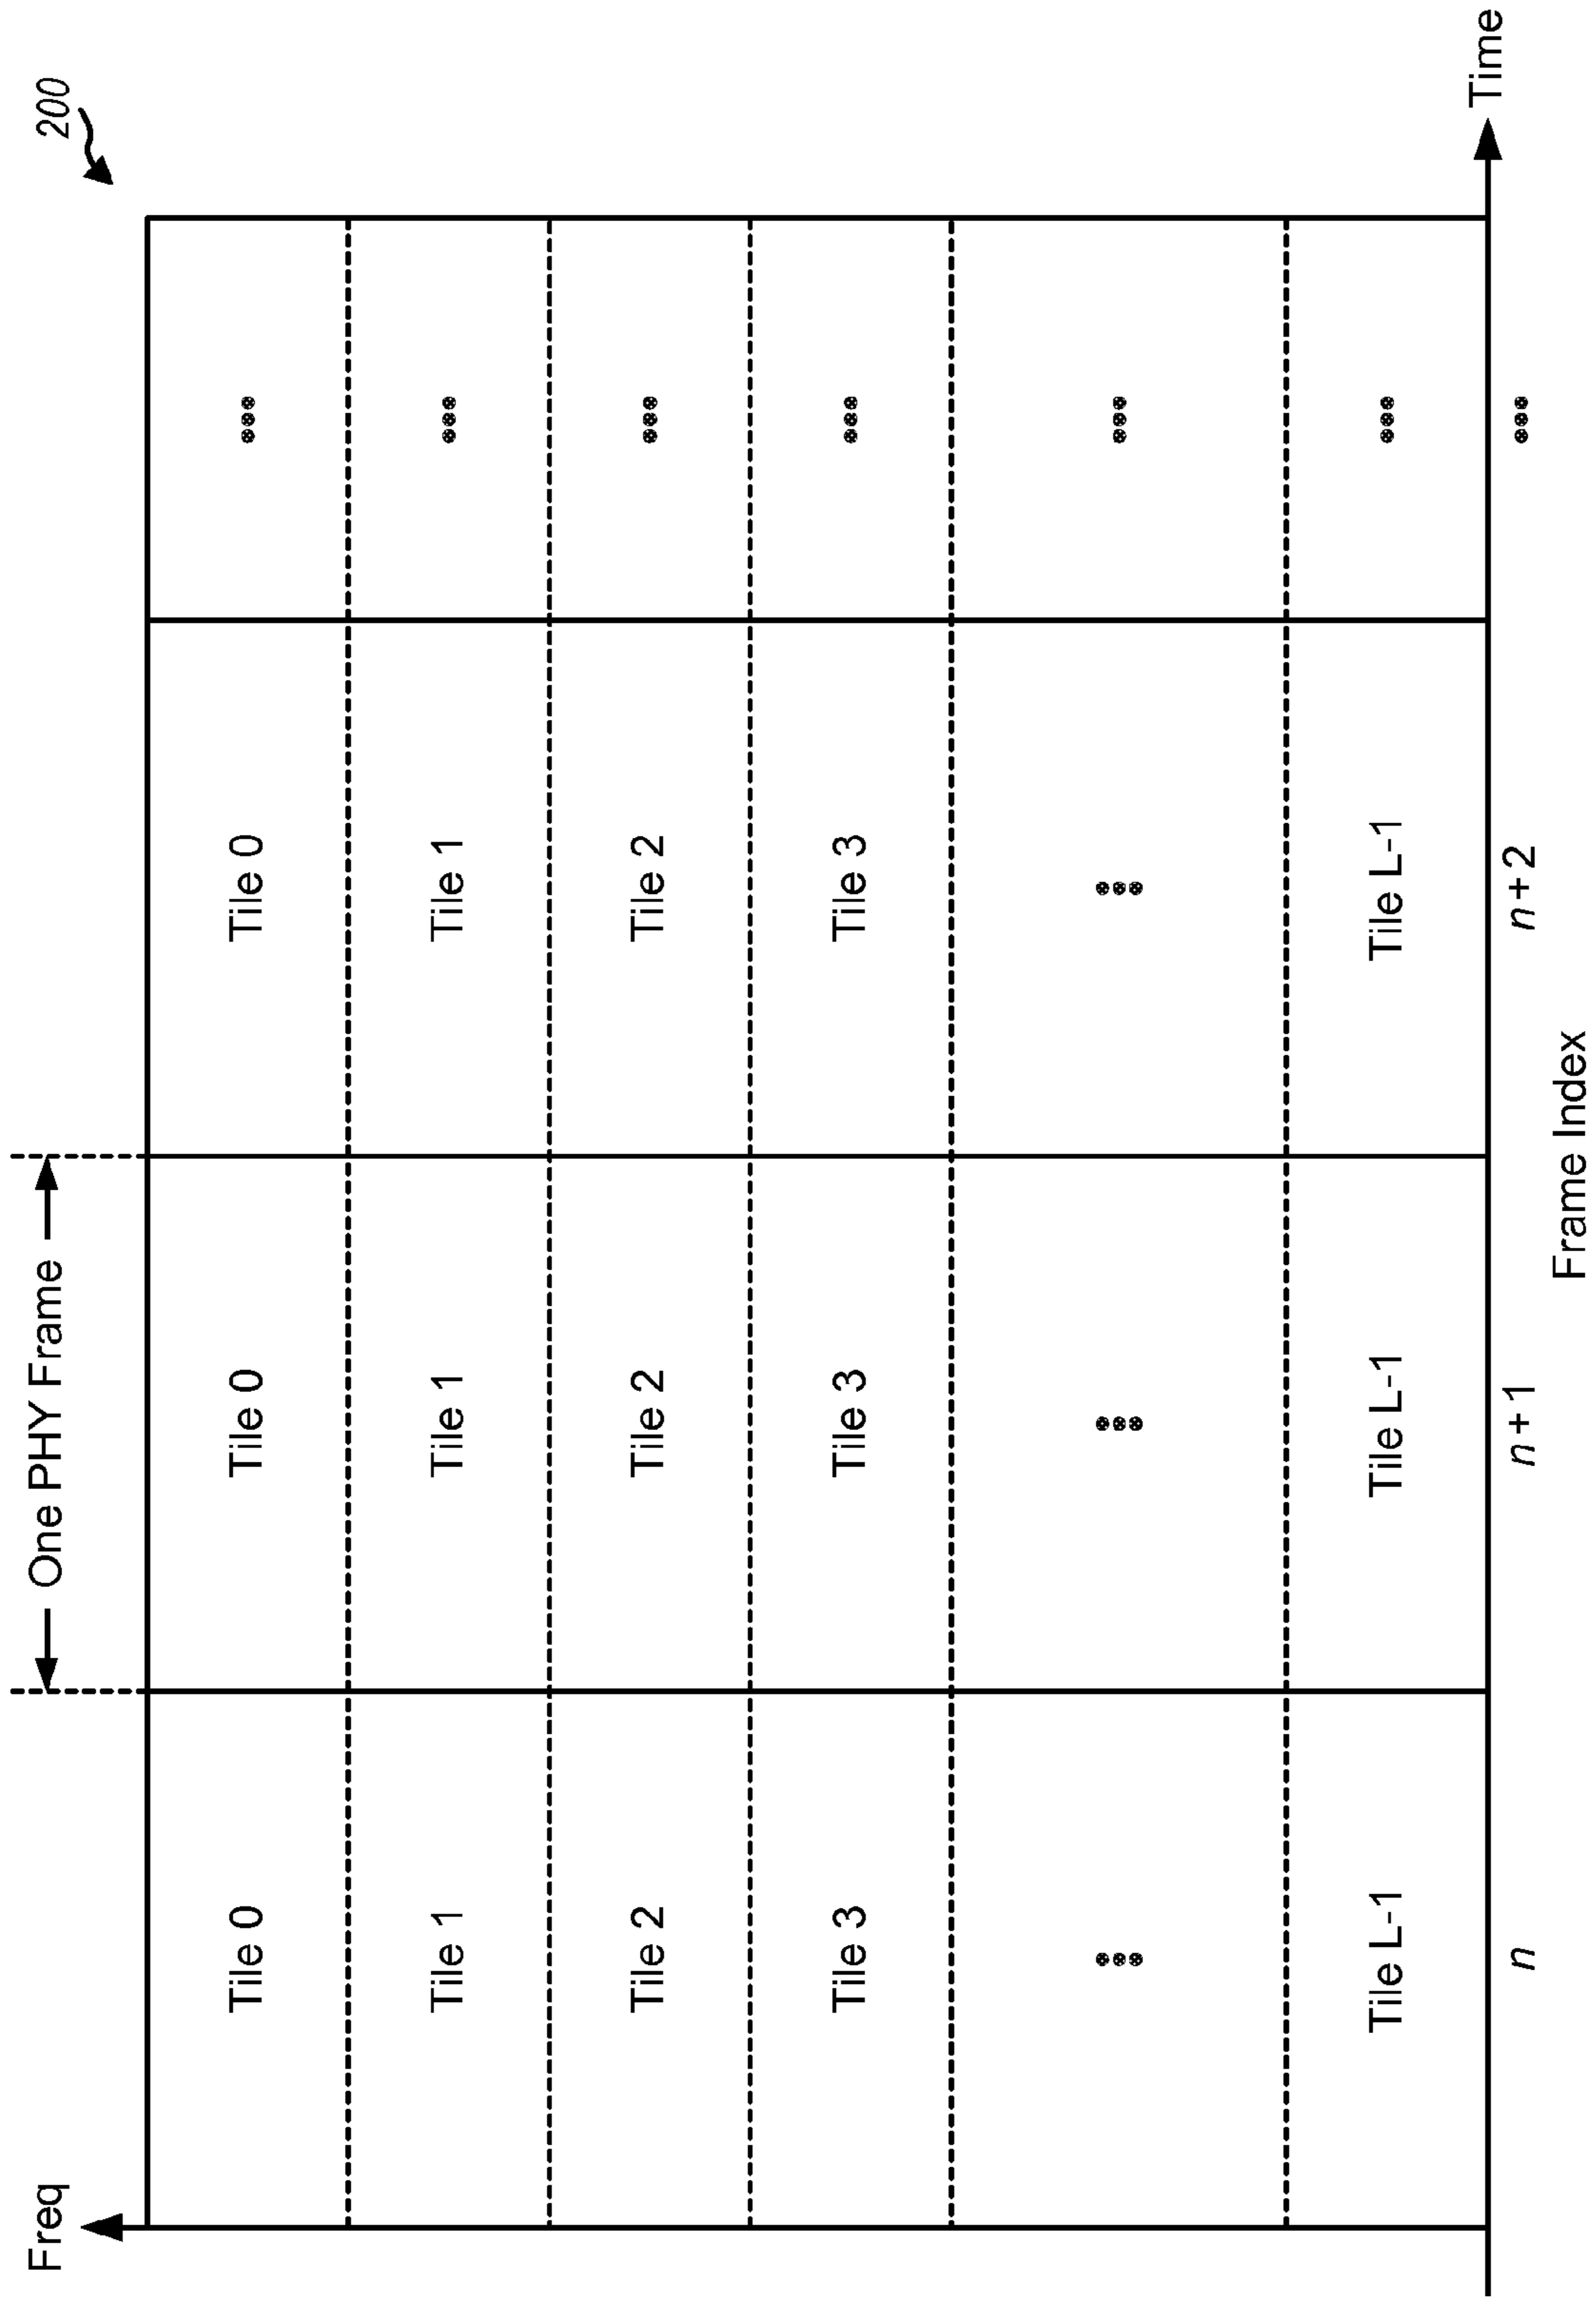 200
One PHY Frame
Freq
Tile 0 Tile 0 Tile 0
Tile 1 Tile 1 Tile 1
Tile 2 Tile 2 Tile 2
Tile 3 Tile 3 Tile 3
Tile L-1 Tile L-1 Tile L-1
Time
n n+1 n+2
Frame Index